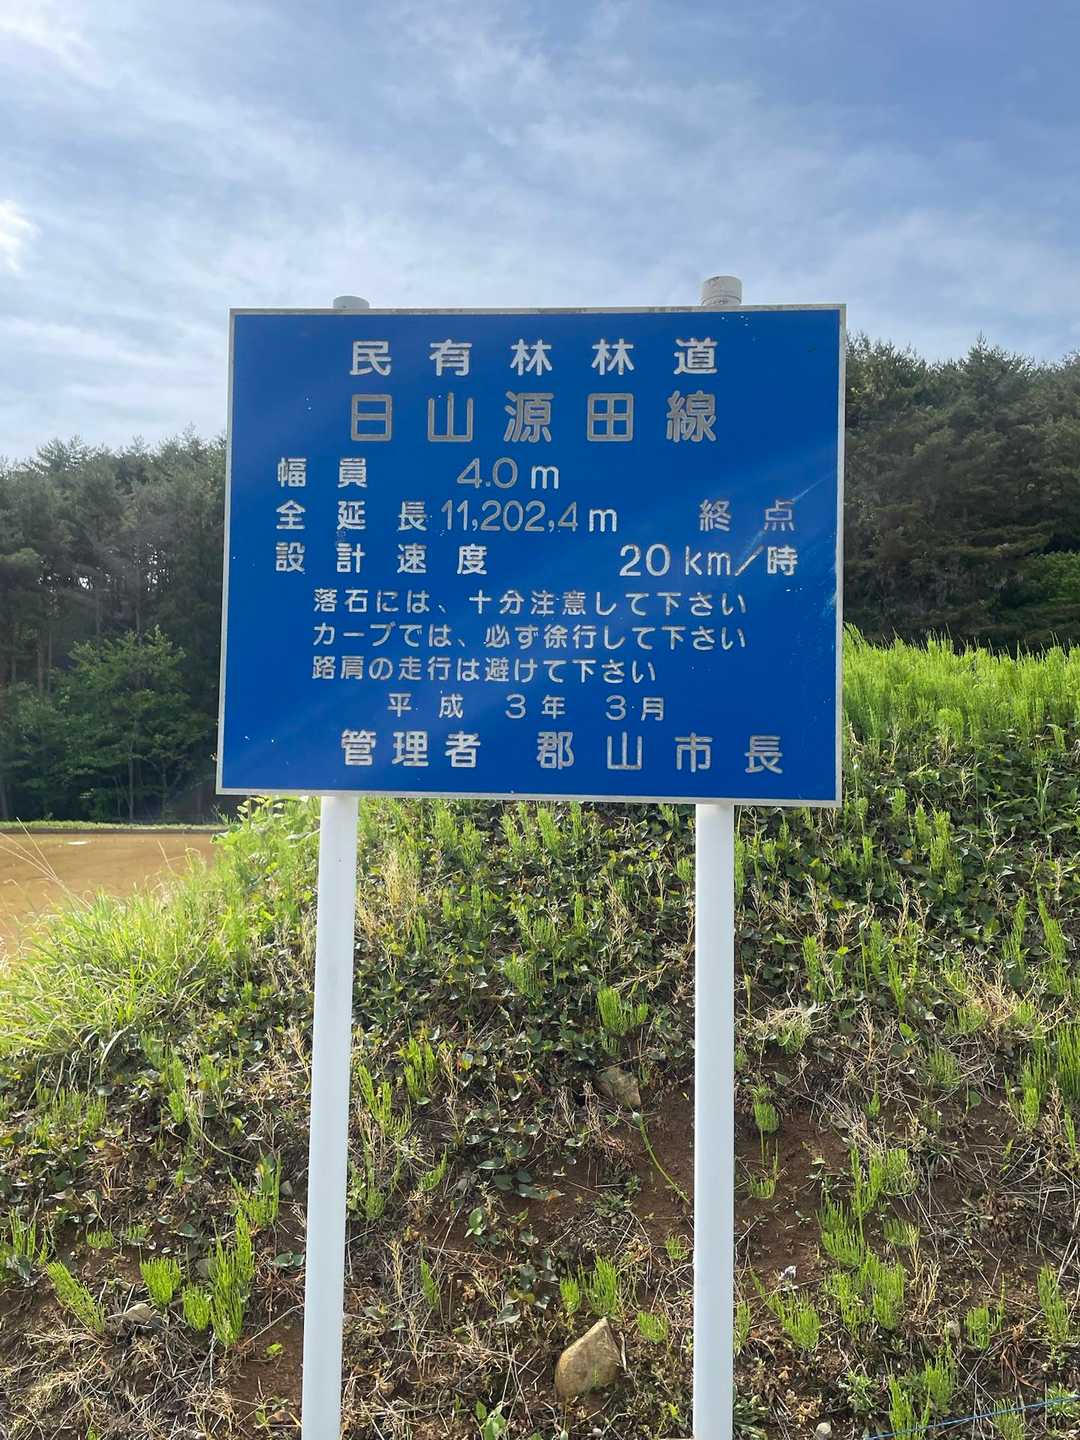 民有林林道
日山源田線
幅員 4.0m
全延長 11,202,4m 終点
設計速度 20km/時
落石には、十分注意して下さい
カーブでは、必ず徐行して下さい
路肩の走行は避けて下さい
平成 3年 3月
管理者 郡山市長